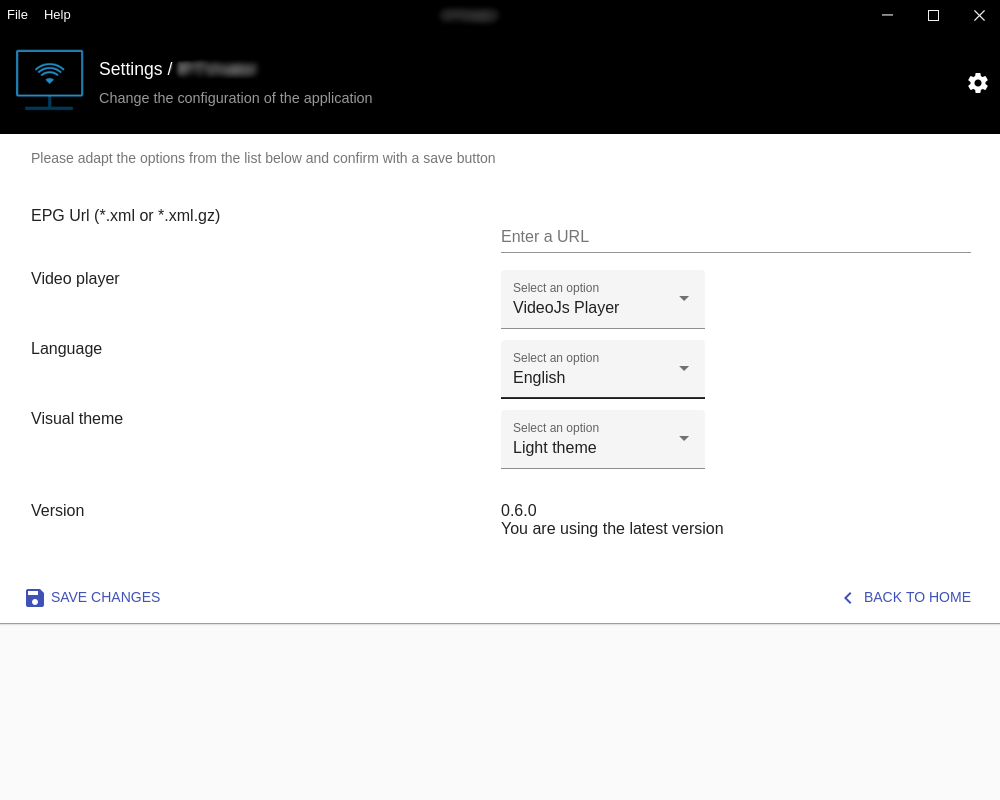 File Help
Settings /
Change the configuration of the application
Please adapt the options from the list below and confirm with a save button
EPG Url (*.xml or *.xml.gz)
Enter a URL
Video player
Select an option
VideoJs Player
Language
Select an option
English
Visual theme
Select an option
Light theme
Version
0.6.0
You are using the latest version
SAVE CHANGES
BACK TO HOME